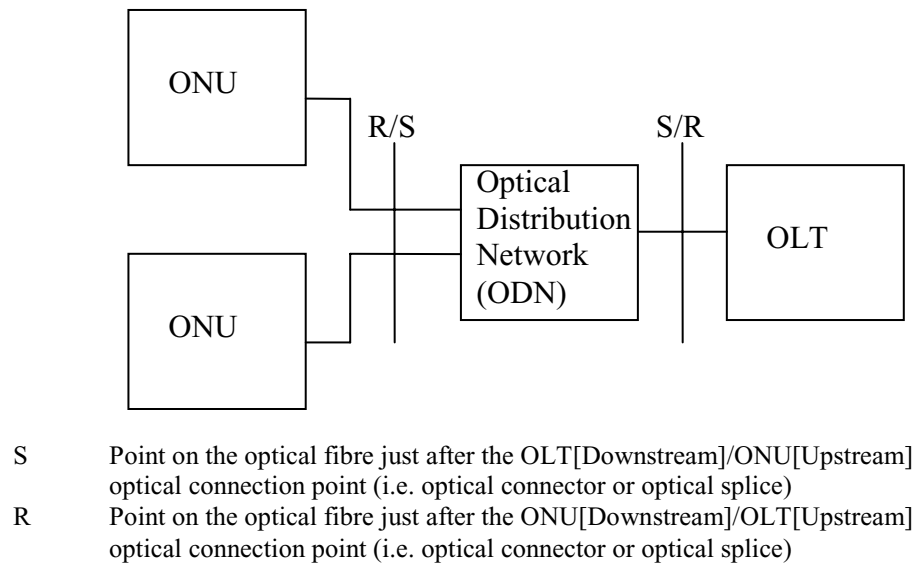 ONU
R/S
S/R
Optical
Distribution
Network
(ODN)
OLT
ONU
S Point on the optical fibre just after the OLT[Downstream]/ONU[Upstream]
optical connection point (i.e. optical connector or optical splice)
R Point on the optical fibre just after the ONU[Downstream]/OLT[Upstream]
optical connection point (i.e. optical connector or optical splice)